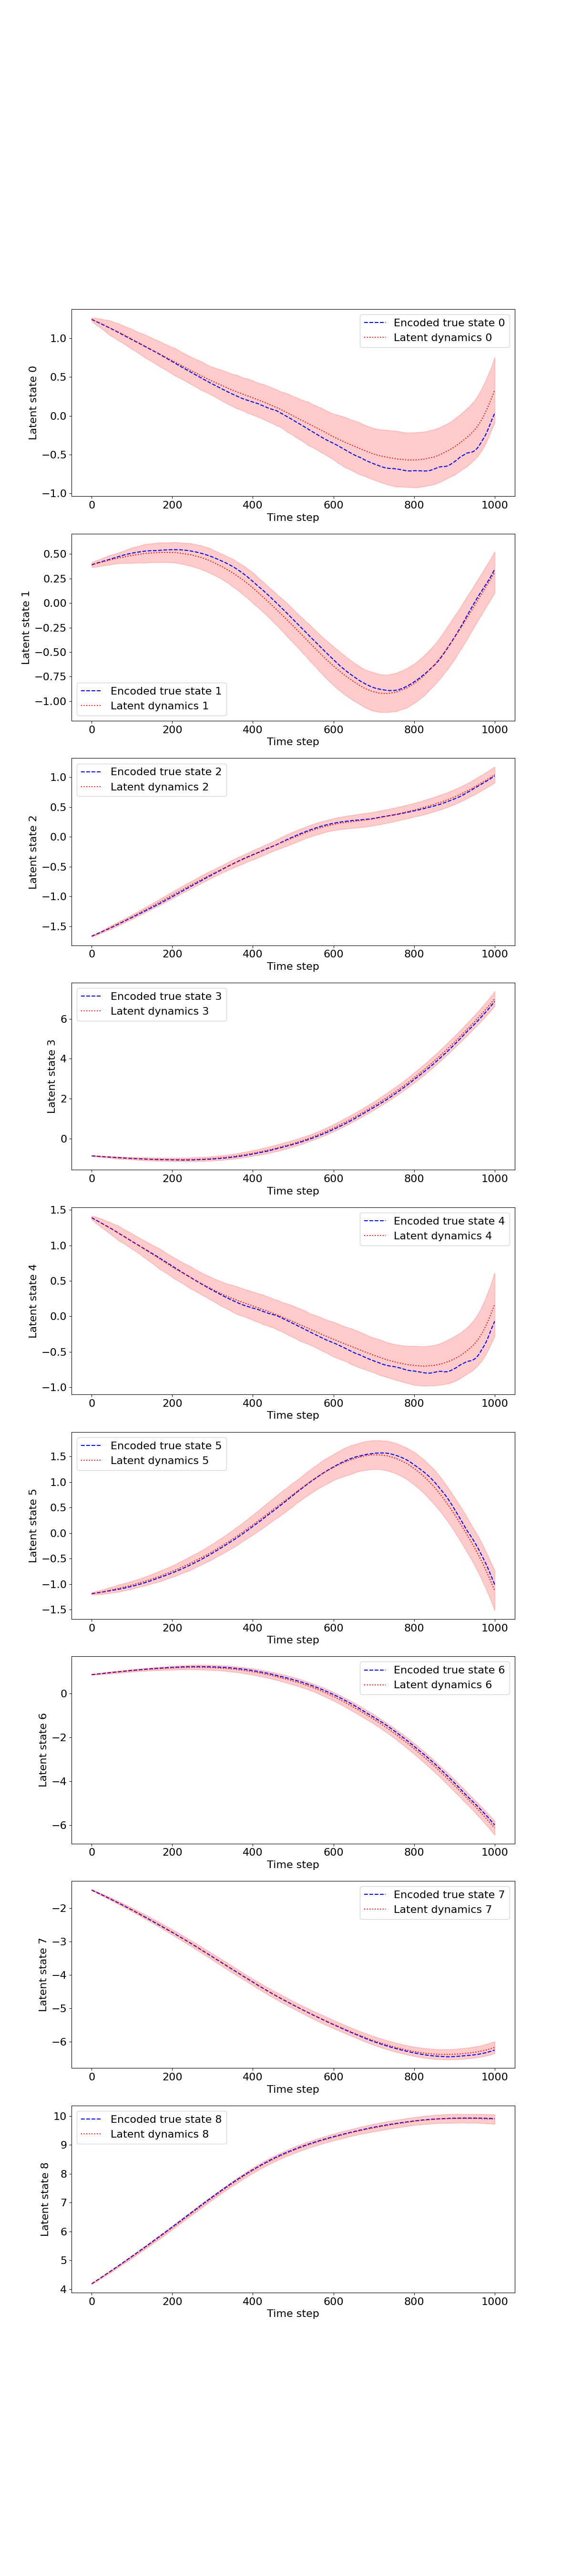 Encoded true state 0
Latent dynamics 0
1.0
0.5
0.0
−0.5
−1.0
Latent state 0
0 200 400 600 800 1000
Time step
0.50
0.25
0.00
−0.25
−0.50
−0.75
−1.00
Latent state 1
Encoded true state 1
Latent dynamics 1
0 200 400 600 800 1000
Time step
Encoded true state 2
Latent dynamics 2
1.0
0.5
0.0
−0.5
−1.0
−1.5
Latent state 2
0 200 400 600 800 1000
Time step
Encoded true state 3
Latent dynamics 3
6
4
2
0
Latent state 3
0 200 400 600 800 1000
Time step
Encoded true state 4
Latent dynamics 4
1.5
1.0
0.5
0.0
−0.5
−1.0
Latent state 4
0 200 400 600 800 1000
Time step
Encoded true state 5
Latent dynamics 5
1.5
1.0
0.5
0.0
−0.5
−1.0
−1.5
Latent state 5
0 200 400 600 800 1000
Time step
Encoded true state 6
Latent dynamics 6
0
−2
−4
−6
Latent state 6
0 200 400 600 800 1000
Time step
Encoded true state 7
Latent dynamics 7
−2
−3
−4
−5
−6
Latent state 7
0 200 400 600 800 1000
Time step
Encoded true state 8
Latent dynamics 8
10
9
8
7
6
5
4
Latent state 8
0 200 400 600 800 1000
Time step